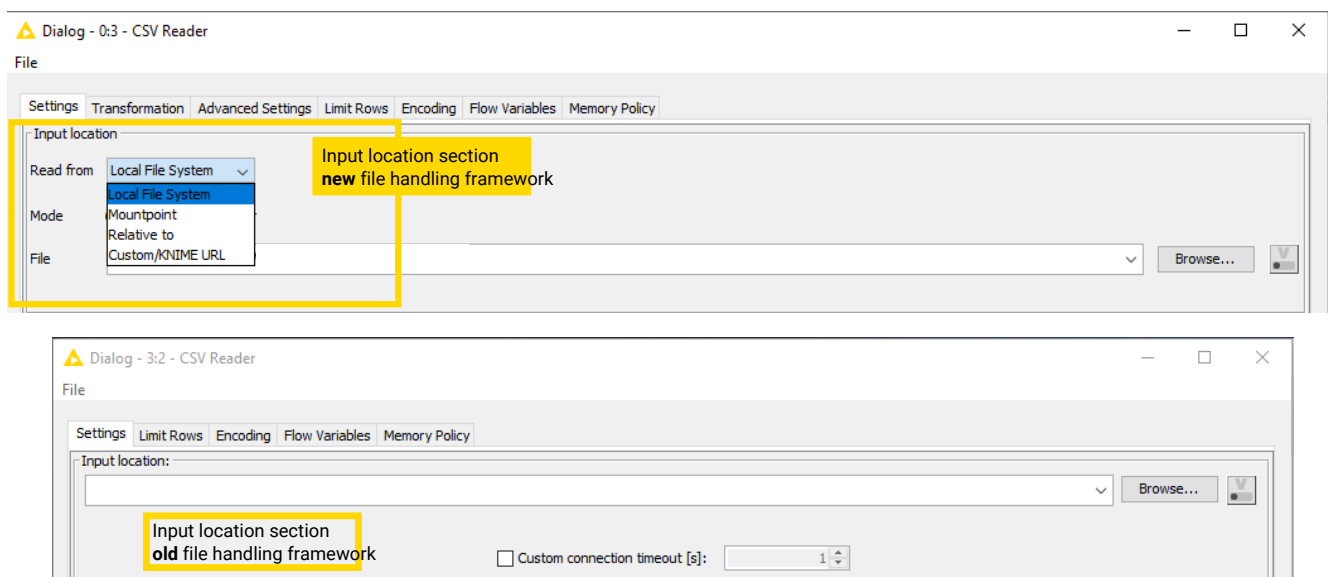 Dialog - 0:3 - CSV Reader
File
Settings Transformation Advanced Settings Limit Rows Encoding Flow Variables Memory Policy
Input location
Read from Local File System
Local File System
Mountpoint
Relative to
Custom/KNIME URL
Input location section
new file handling framework
Mode
File Browse...
V
Dialog - 3:2 - CSV Reader
File
Settings Limit Rows Encoding Flow Variables Memory Policy
Input location:
Browse...
V
Input location section
old file handling framework
Custom connection timeout [s]: 1